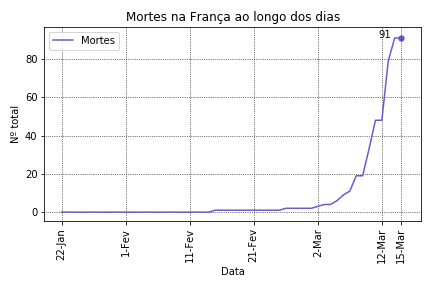 Mortes na França ao longo dos dias
91
Mortes
Nº total
80
60
40
20
0
22-Jan
1-Fev
11-Fev
21-Fev
2-Mar
12-Mar
15-Mar
Data